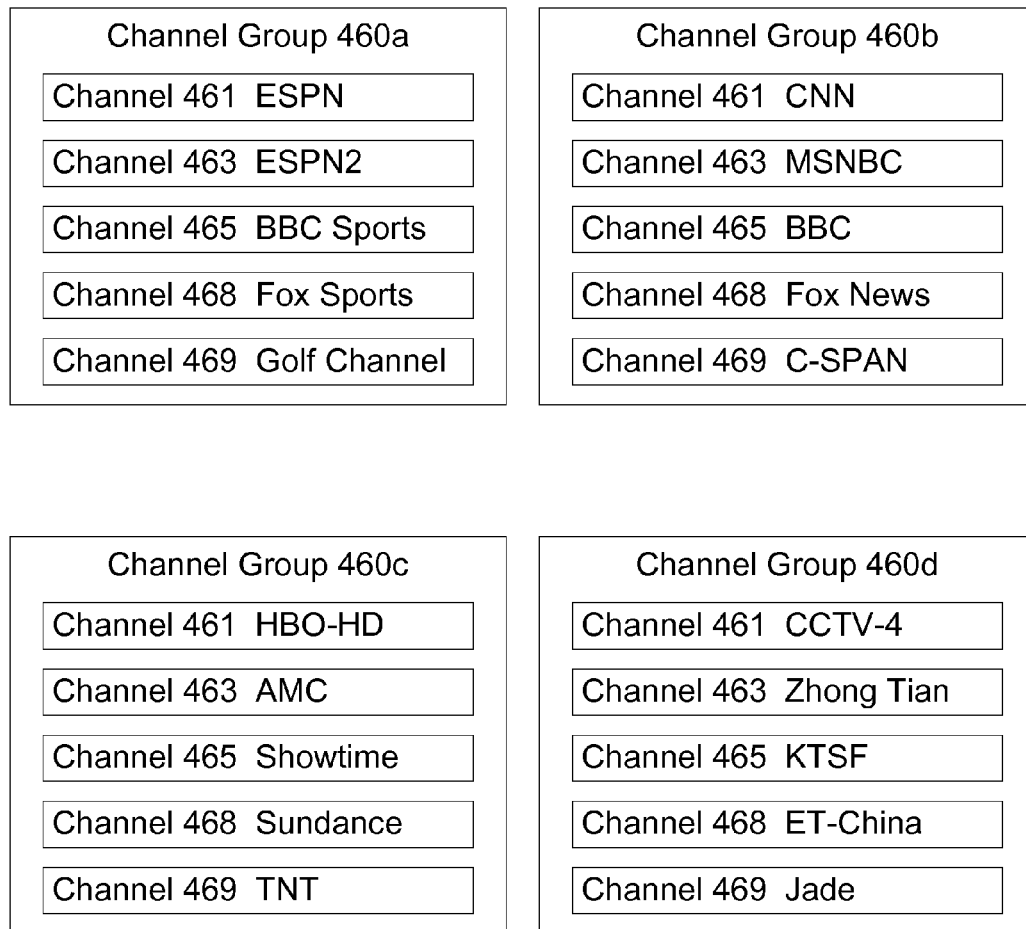 Channel Group 460a
Channel 461 ESPN
Channel 463 ESPN2
Channel 465 BBC Sports
Channel 468 Fox Sports
Channel 469 Golf Channel
Channel Group 460b
Channel 461 CNN
Channel 463 MSNBC
Channel 465 BBC
Channel 468 Fox News
Channel 469 C-SPAN
Channel Group 460c
Channel 461 HBO-HD
Channel 463 AMC
Channel 465 Showtime
Channel 468 Sundance
Channel 469 TNT
Channel Group 460d
Channel 461 CCTV-4
Channel 463 Zhong Tian
Channel 465 KTSF
Channel 468 ET-China
Channel 469 Jade